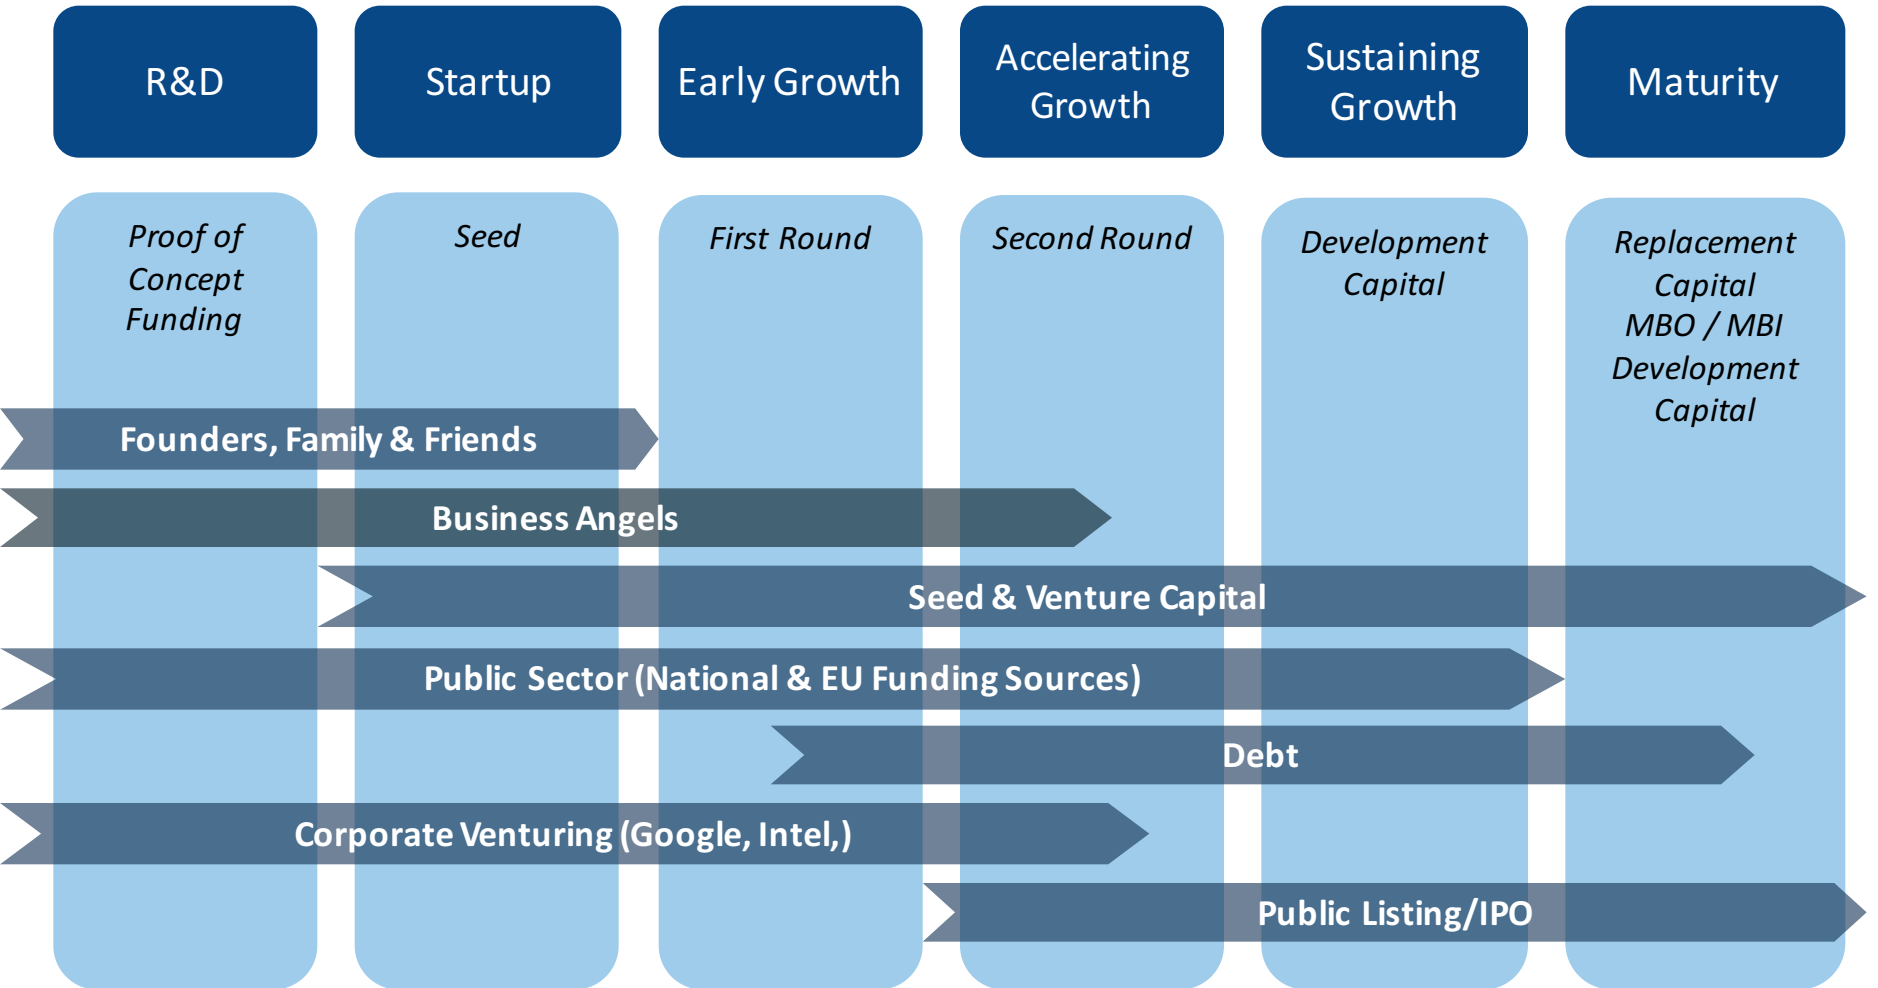 R&D
Startup
Early Growth
Accelerating
Growth
Sustaining
Growth
Maturity
Proof of
Concept
Funding
Seed
First Round
Second Round
Development
Capital
Replacement
Capital
MBO / MBI
Development
Capital
Founders, Family & Friends
Business Angels
Seed & Venture Capital
Public Sector (National & EU Funding Sources)
Debt
Corporate Venturing (Google, Intel,)
Public Listing/IPO